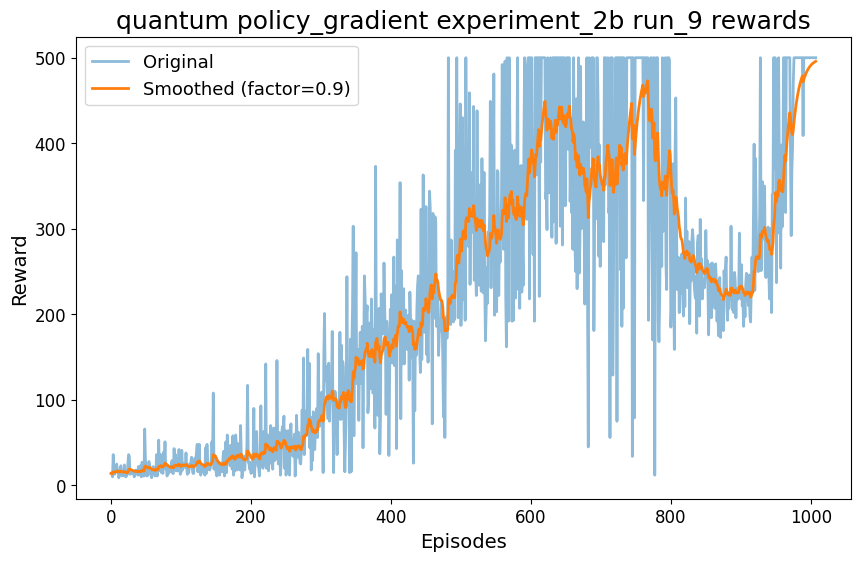 quantum policy_gradient experiment_2b run_9 rewards
Original
Smoothed (factor=0.9)
500
400
300
200
100
0
Reward
0
200
400
600
800
1000
Episodes